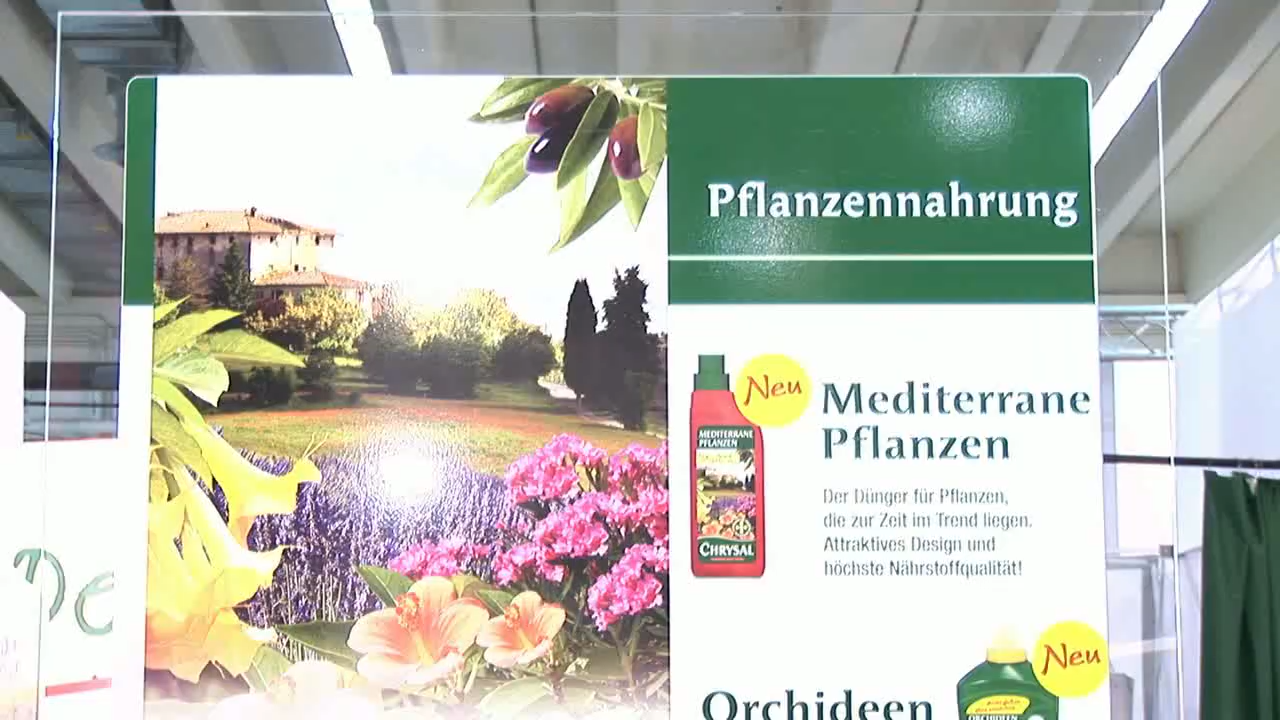 Pflanzennahrung
Neu
Mediterrane
Pflanzen
MEDITERRANE
PFLANZEN
CHRYSAL
Der Dünger für Pflanzen,
die zur Zeit im Trend liegen.
Attraktives Design und
höchste Nährstoffqualität!
Neu
Orchideen
ORCHIDEEN